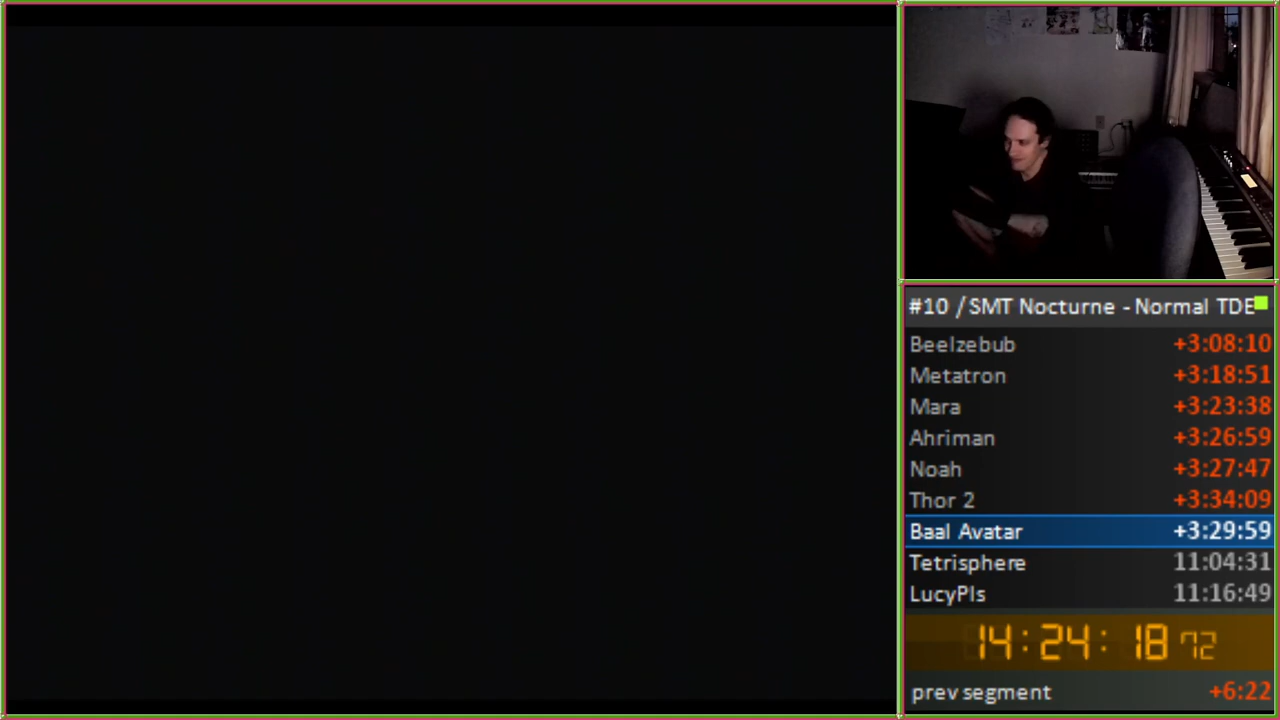 #10 / SMT Nocturne - Normal TDE
Beelzebub +3:08:10
Metatron +3:18:51
Mara +3:23:38
Ahriman +3:26:59
Noah +3:27:47
Thor 2 +3:34:09
Baal Avatar +3:29:59
Tetrisphere 11:04:31
LucyPls 11:16:49
14:24:18 72
prev segment +6:22